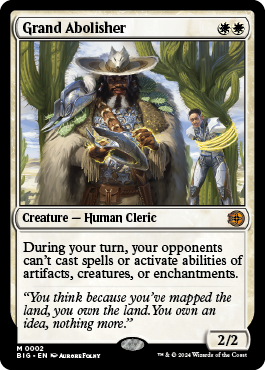 Grand Abolisher
Creature — Human Cleric
During your turn, your opponents
can't cast spells or activate abilities of
artifacts, creatures, or enchantments.
“You think because you’ve mapped the
land, you own the land.You own an
idea, nothing more.”
2/2
M 0002
BIG • EN AuroreFolny
™ & © 2024 Wizards of the Coast